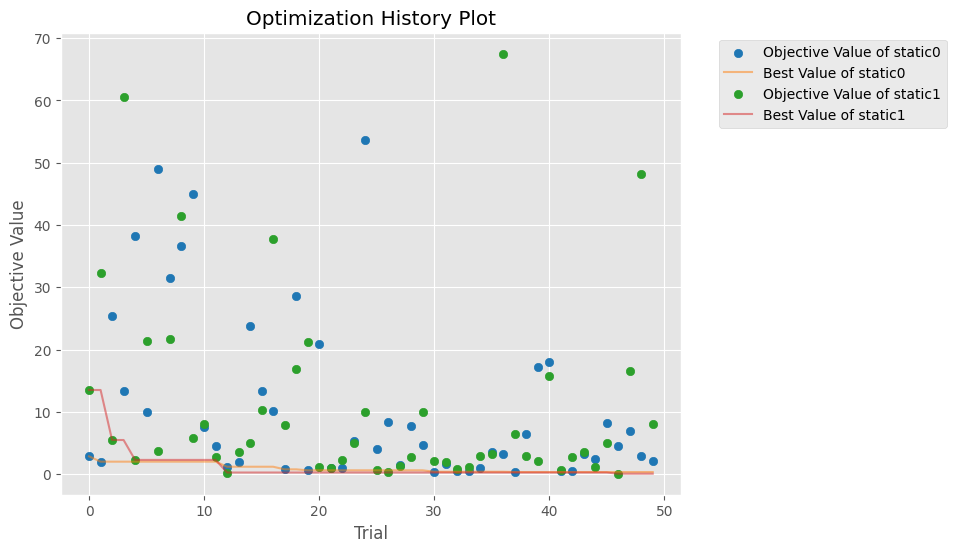 Optimization History Plot
Objective Value of static0
Best Value of static0
Objective Value of static1
Best Value of static1
Objective Value
70
60
50
40
30
20
10
0
0
10
20
30
40
50
Trial